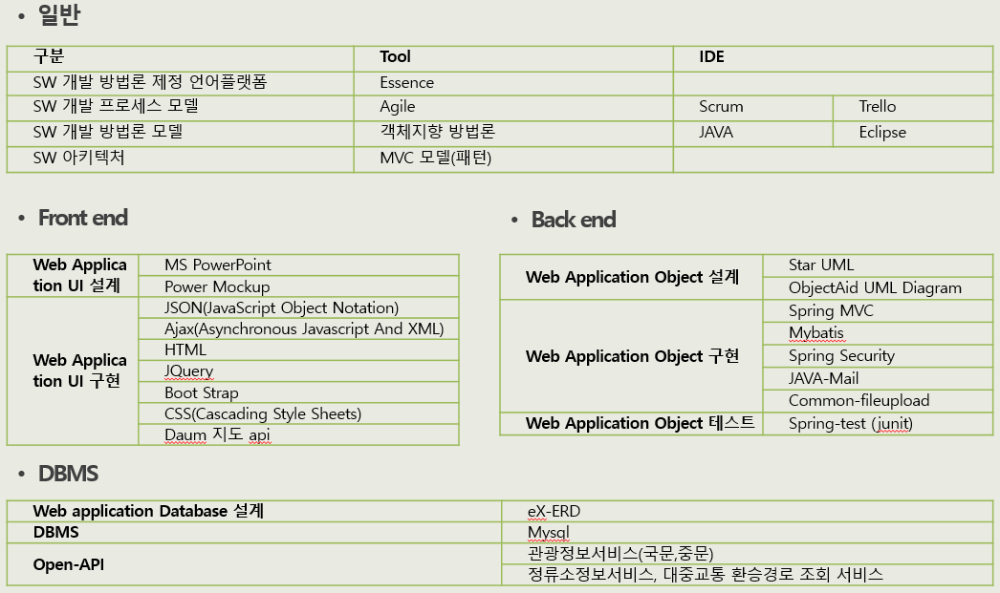 • 일반
구분 Tool IDE
SW 개발 방법론 제정 언어플랫폼 Essence
SW 개발 프로세스 모델 Agile Scrum Trello
SW 개발 방법론 모델 객체지향 방법론 JAVA Eclipse
SW 아키텍처 MVC 모델(패턴)
• Front end
Web Applica
tion UI 설계
MS PowerPoint
Power Mockup
Web Applica
tion UI 구현
JSON(JavaScript Object Notation)
Ajax(Asynchronous Javascript And XML)
HTML
JQuery
Boot Strap
CSS(Cascading Style Sheets)
Daum 지도 api
• Back end
Web Application Object 설계
Star UML
ObjectAid UML Diagram
Web Application Object 구현
Spring MVC
Mybatis
Spring Security
JAVA-Mail
Common-fileupload
Web Application Object 테스트 Spring-test (junit)
• DBMS
Web application Database 설계 eX-ERD
DBMS Mysql
Open-API
관광정보서비스(국문,중문)
정류소정보서비스, 대중교통 환승경로 조회 서비스